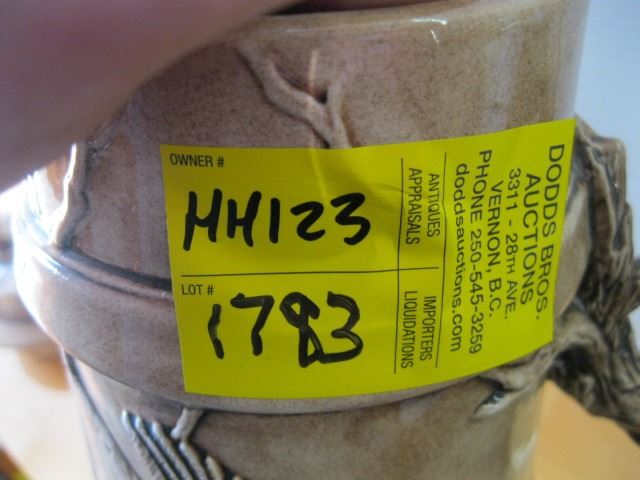 OWNER #
HH123
LOT #
1783
ANTIQUES
APPRAISALS
IMPORTERS
LIQUIDATIONS
DODDS BROS.
AUCTIONS
3311 - 28TH AVE.
VERNON, B.C.
PHONE 250-545-3259
doddsauctions.com